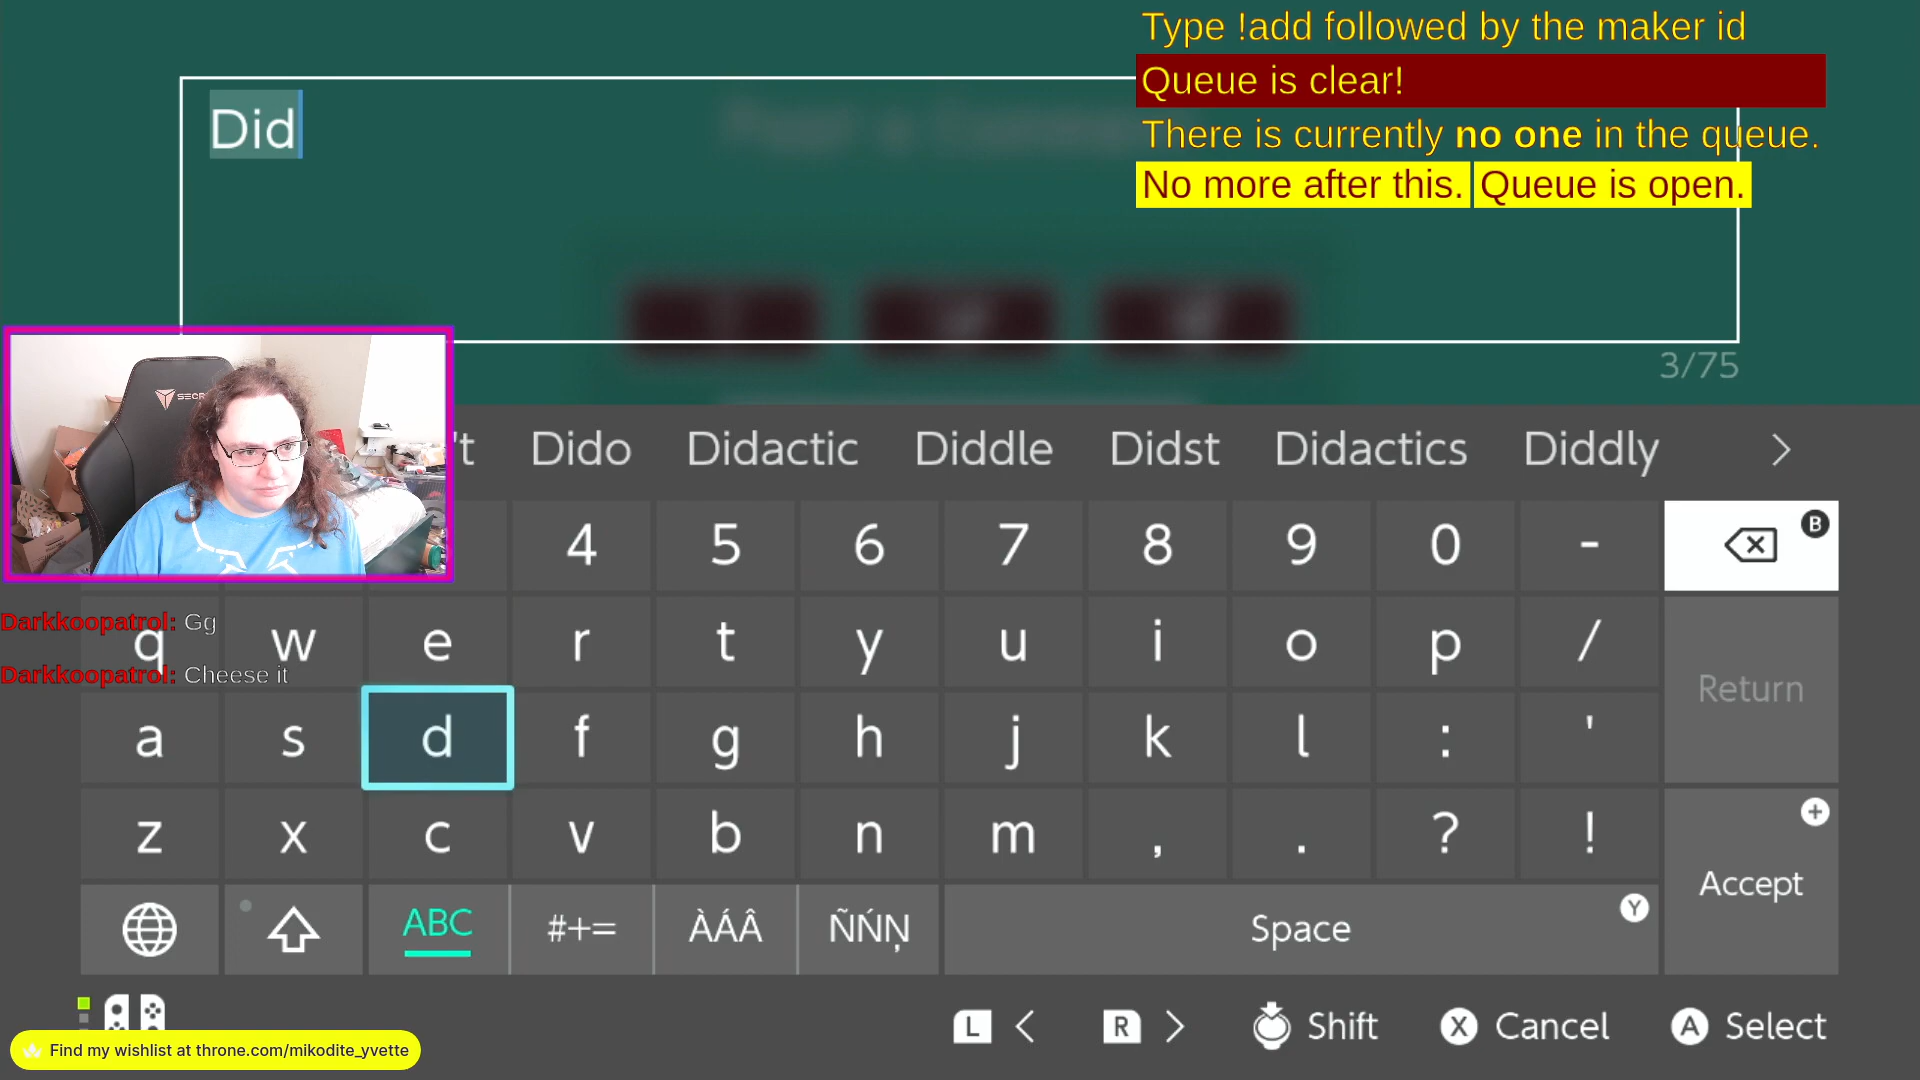 Type !add followed by the maker id
Queue is clear!
There is currently no one in the queue.
No more after this. Queue is open.
Did
3/75
't Dido Didactic Diddle Didst Didactics Diddly >
4 5 6 7 8 9 0 - B
q w e r t y u i o p / Return
a s d f g h j k l : '
z x c v b n m , . ? ! + Accept
ABC #+= ÀÁÂ ÑŃŅ Space Y
Darkkoopatrol: Gg
Darkkoopatrol: Cheese it
L < R > Shift X Cancel A Select
Find my wishlist at throne.com/mikodite_yvette